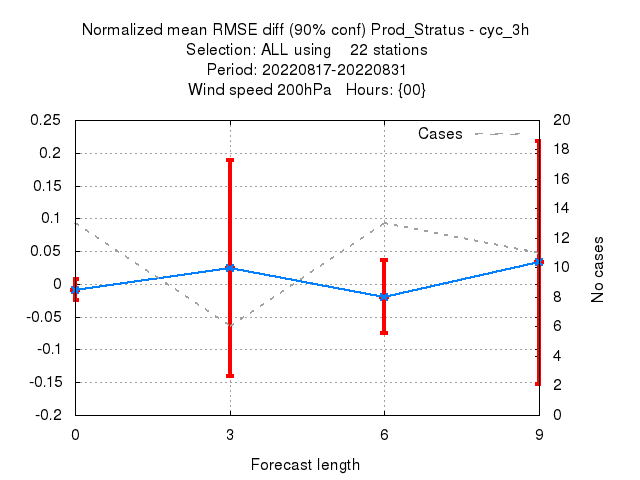 Normalized mean RMSE diff (90% conf) Prod_Stratus - cyc_3h
Selection: ALL using    22 stations
Period: 20220817-20220831
Wind speed 200hPa   Hours: {00}
Cases
0.25
0.2
0.15
0.1
0.05
0
-0.05
-0.1
-0.15
-0.2
20
18
16
14
12
10
8
6
4
2
0
No cases
0 3 6 9
Forecast length